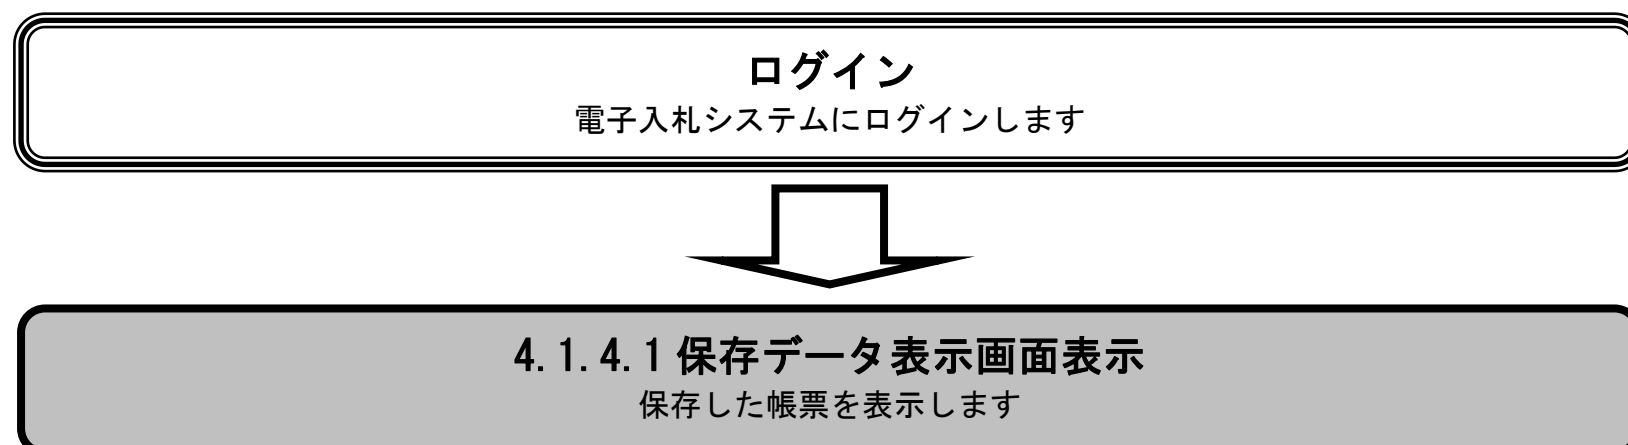 ログイン
電子入札システムにログインします
4.1.4.1保存データ表示画面表示
保存した帳票を表示します